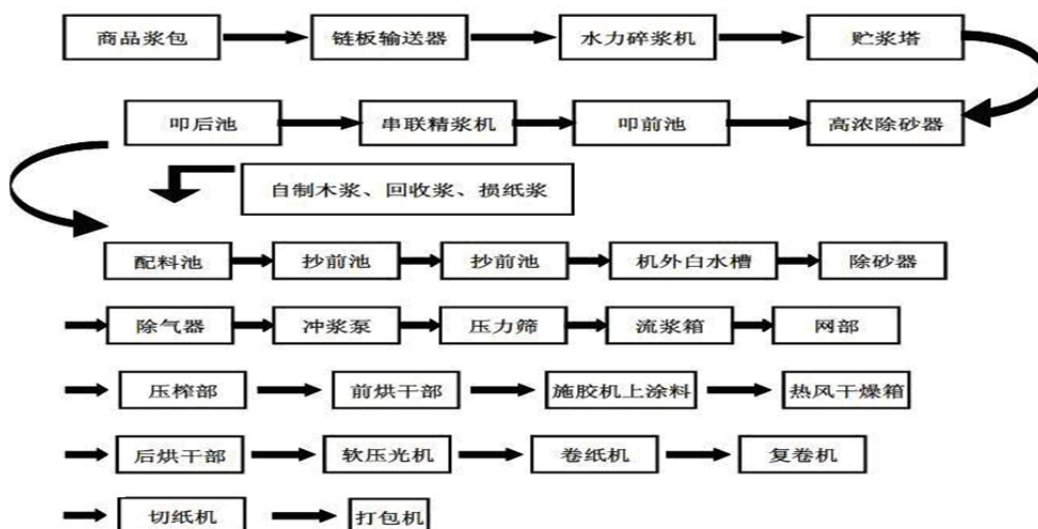 商品浆包 链板输送器 水力碎浆机 贮浆塔
叩后池 串联精浆机 叩前池 高浓除砂器
自制木浆、回收浆、损纸浆
配料池 抄前池 抄前池 机外白水槽 除砂器
除气器 冲浆泵 压力筛 流浆箱 网部
压榨部 前烘干部 施胶机上涂料 热风干燥箱
后烘干部 软压光机 卷纸机 复卷机
切纸机 打包机